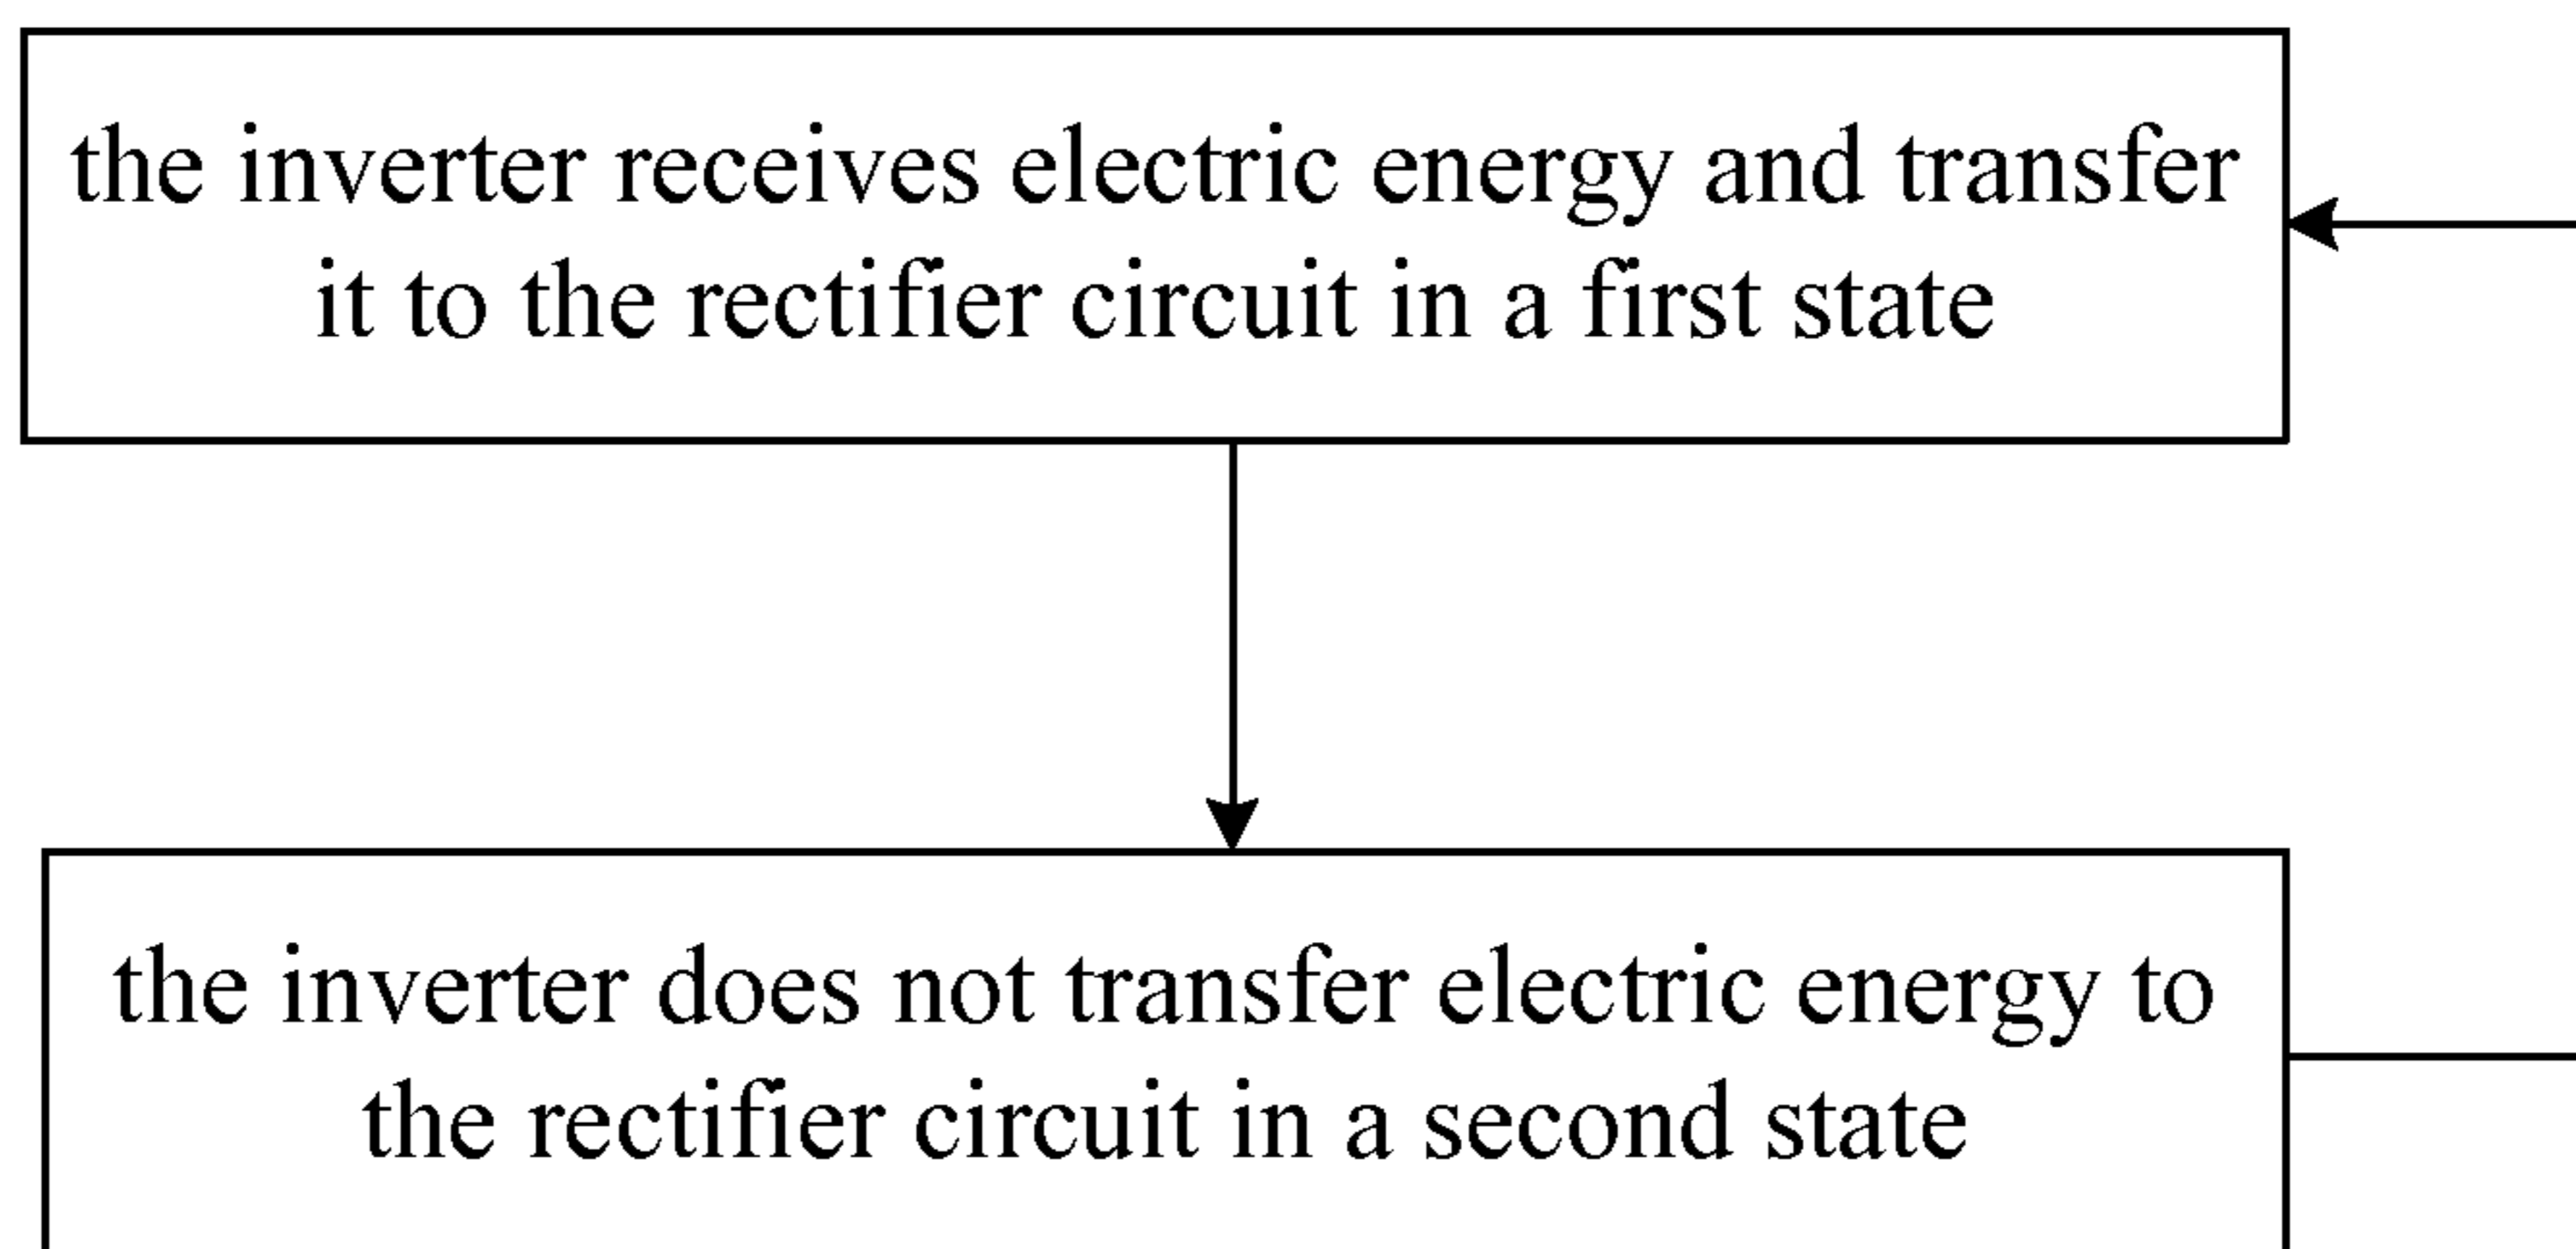 the inverter receives electric energy and transfer
it to the rectifier circuit in a first state
the inverter does not transfer electric energy to
the rectifier circuit in a second state